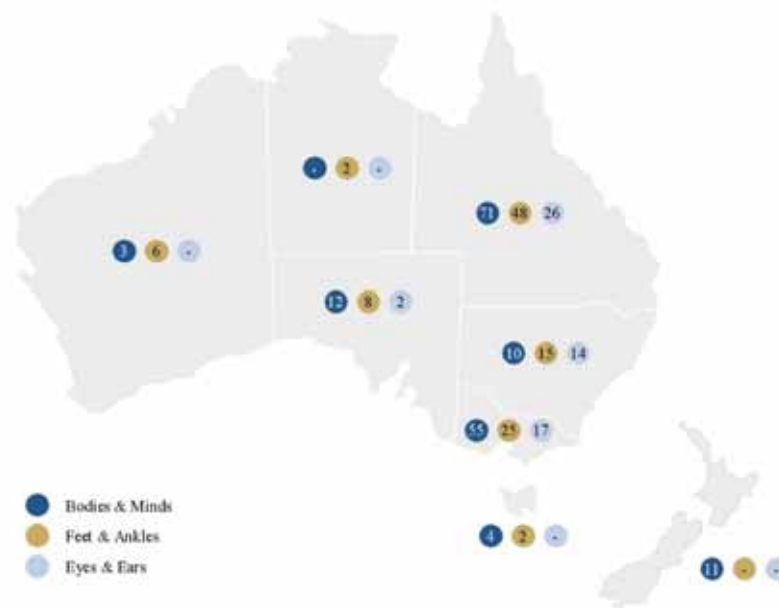 - 2 -
71 48 26
3 6 -
12 8 2
10 15 14
55 25 17
Bodies & Minds
Feet & Ankles
Eyes & Ears
4 2 -
11 - -